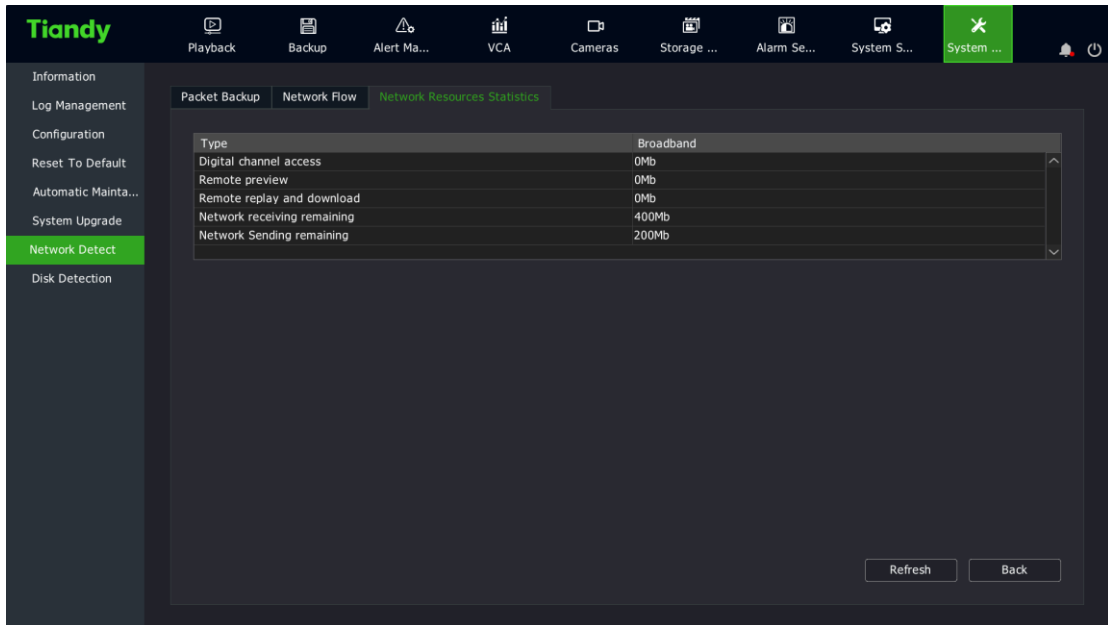 Tiandy
Playback Backup Alert Ma... VCA Cameras Storage ... Alarm Se... System S... System ...
Information
Log Management
Configuration
Reset To Default
Automatic Mainta...
System Upgrade
Network Detect
Disk Detection
Packet Backup Network Flow Network Resources Statistics
Type Broadband
Digital channel access 0Mb
Remote preview 0Mb
Remote replay and download 0Mb
Network receiving remaining 400Mb
Network Sending remaining 200Mb
Refresh Back